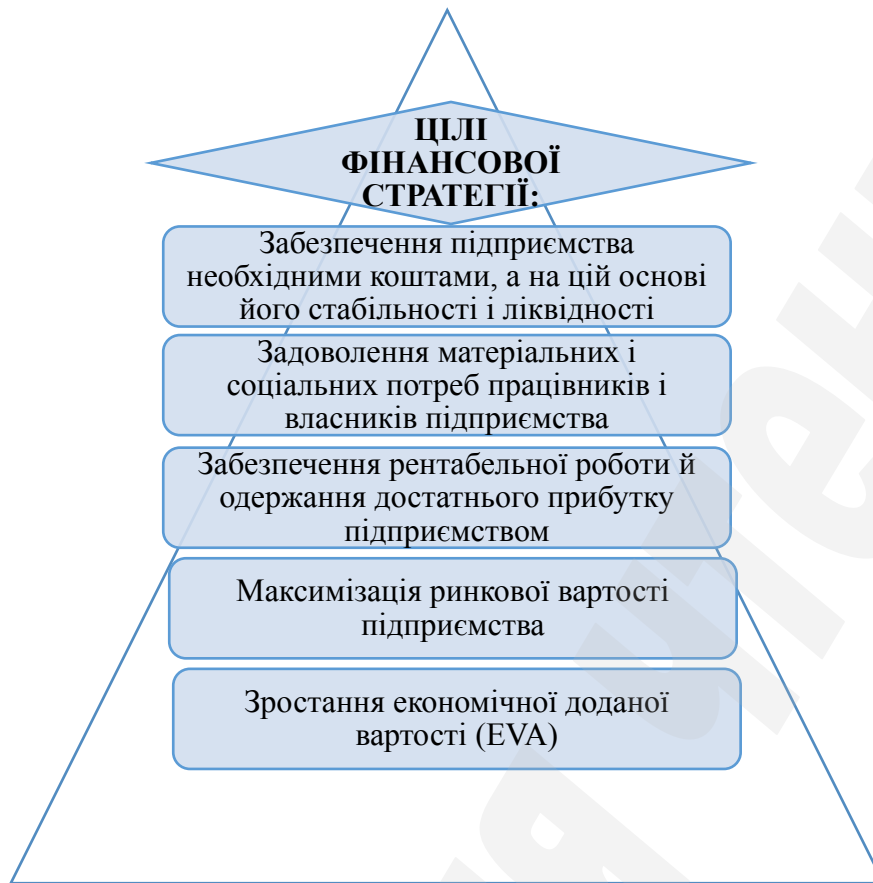 ЦІЛІ
ФІНАНСОВОЇ
СТРАТЕГІЇ:
Забезпечення підприємства
необхідними коштами, а на цій основі
його стабільності і ліквідності
Задоволення матеріальних і
соціальних потреб працівників і
власників підприємства
Забезпечення рентабельної роботи й
одержання достатнього прибутку
підприємством
Максимізація ринкової вартості
підприємства
Зростання економічної доданої
вартості (EVA)